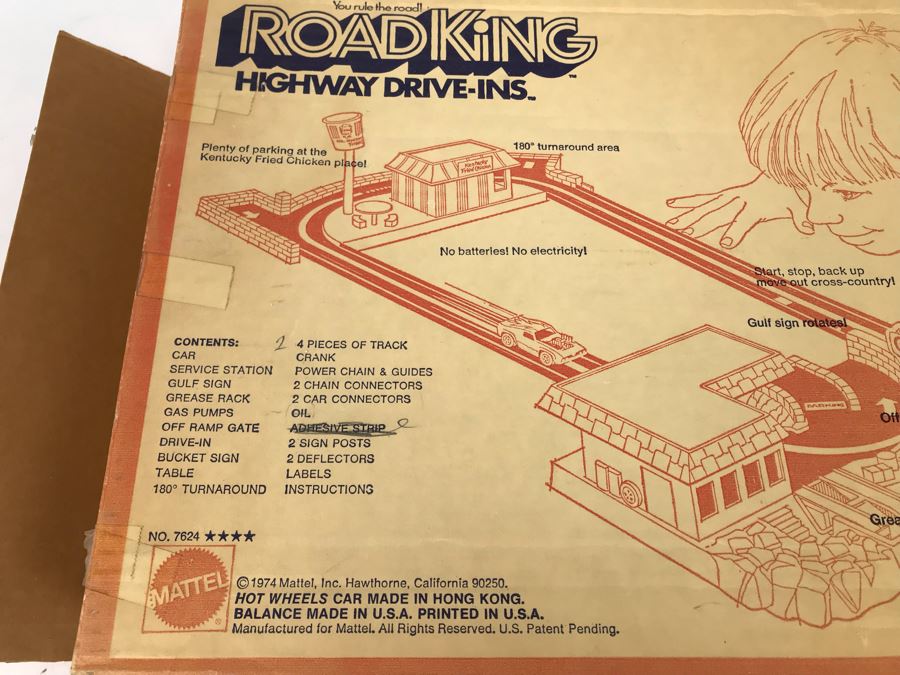 You rule the road!
ROAD KiNG™
HIGHWAY DRIVE-INS™
Plenty of parking at the
Kentucky Fried Chicken place!
Kentucky
Fried Chicken
180° turnaround area
No batteries! No electricity!
Start, stop, back up
move out cross-country!
Gulf sign rotates!
Off
Grea
CONTENTS:
CAR
SERVICE STATION
GULF SIGN
GREASE RACK
GAS PUMPS
OFF RAMP GATE
DRIVE-IN
BUCKET SIGN
TABLE
180° TURNAROUND
4 PIECES OF TRACK
CRANK
POWER CHAIN & GUIDES
2 CHAIN CONNECTORS
2 CAR CONNECTORS
OIL
ADHESIVE STRIP
2 SIGN POSTS
2 DEFLECTORS
LABELS
INSTRUCTIONS
NO. 7624 ★★★★
MATTEL®
©1974 Mattel, Inc. Hawthorne, California 90250.
HOT WHEELS CAR MADE IN HONG KONG.
BALANCE MADE IN U.S.A. PRINTED IN U.S.A.
Manufactured for Mattel. All Rights Reserved. U.S. Patent Pending.